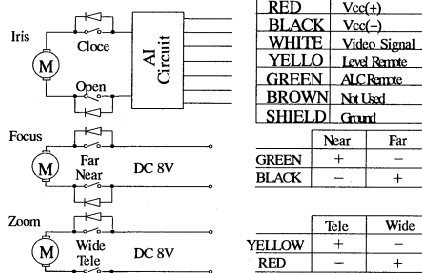 Iris
M
Cloce
Open
AI
Circuit
RED Vcc(+)
BLACK Vcc(−)
WHITE Video Signal
YELLO Level Remote
GREEN ALC Remote
BROWN Not Used
SHIELD Ground
Focus
M
Far
Near
DC 8V
Near Far
GREEN + −
BLACK − +
Zoom
M
Wide
Tele
DC 8V
Tele Wide
YELLOW + −
RED − +